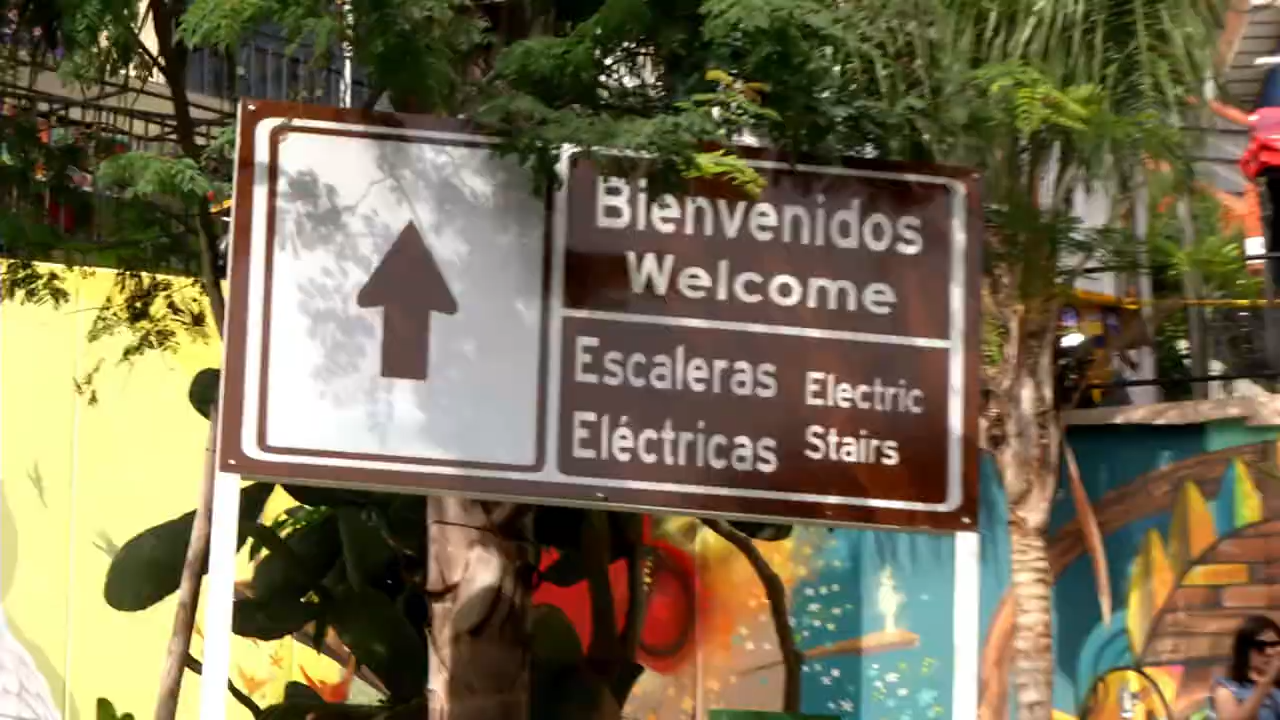 Bienvenidos
Welcome
Escaleras
Eléctricas
Electric
Stairs